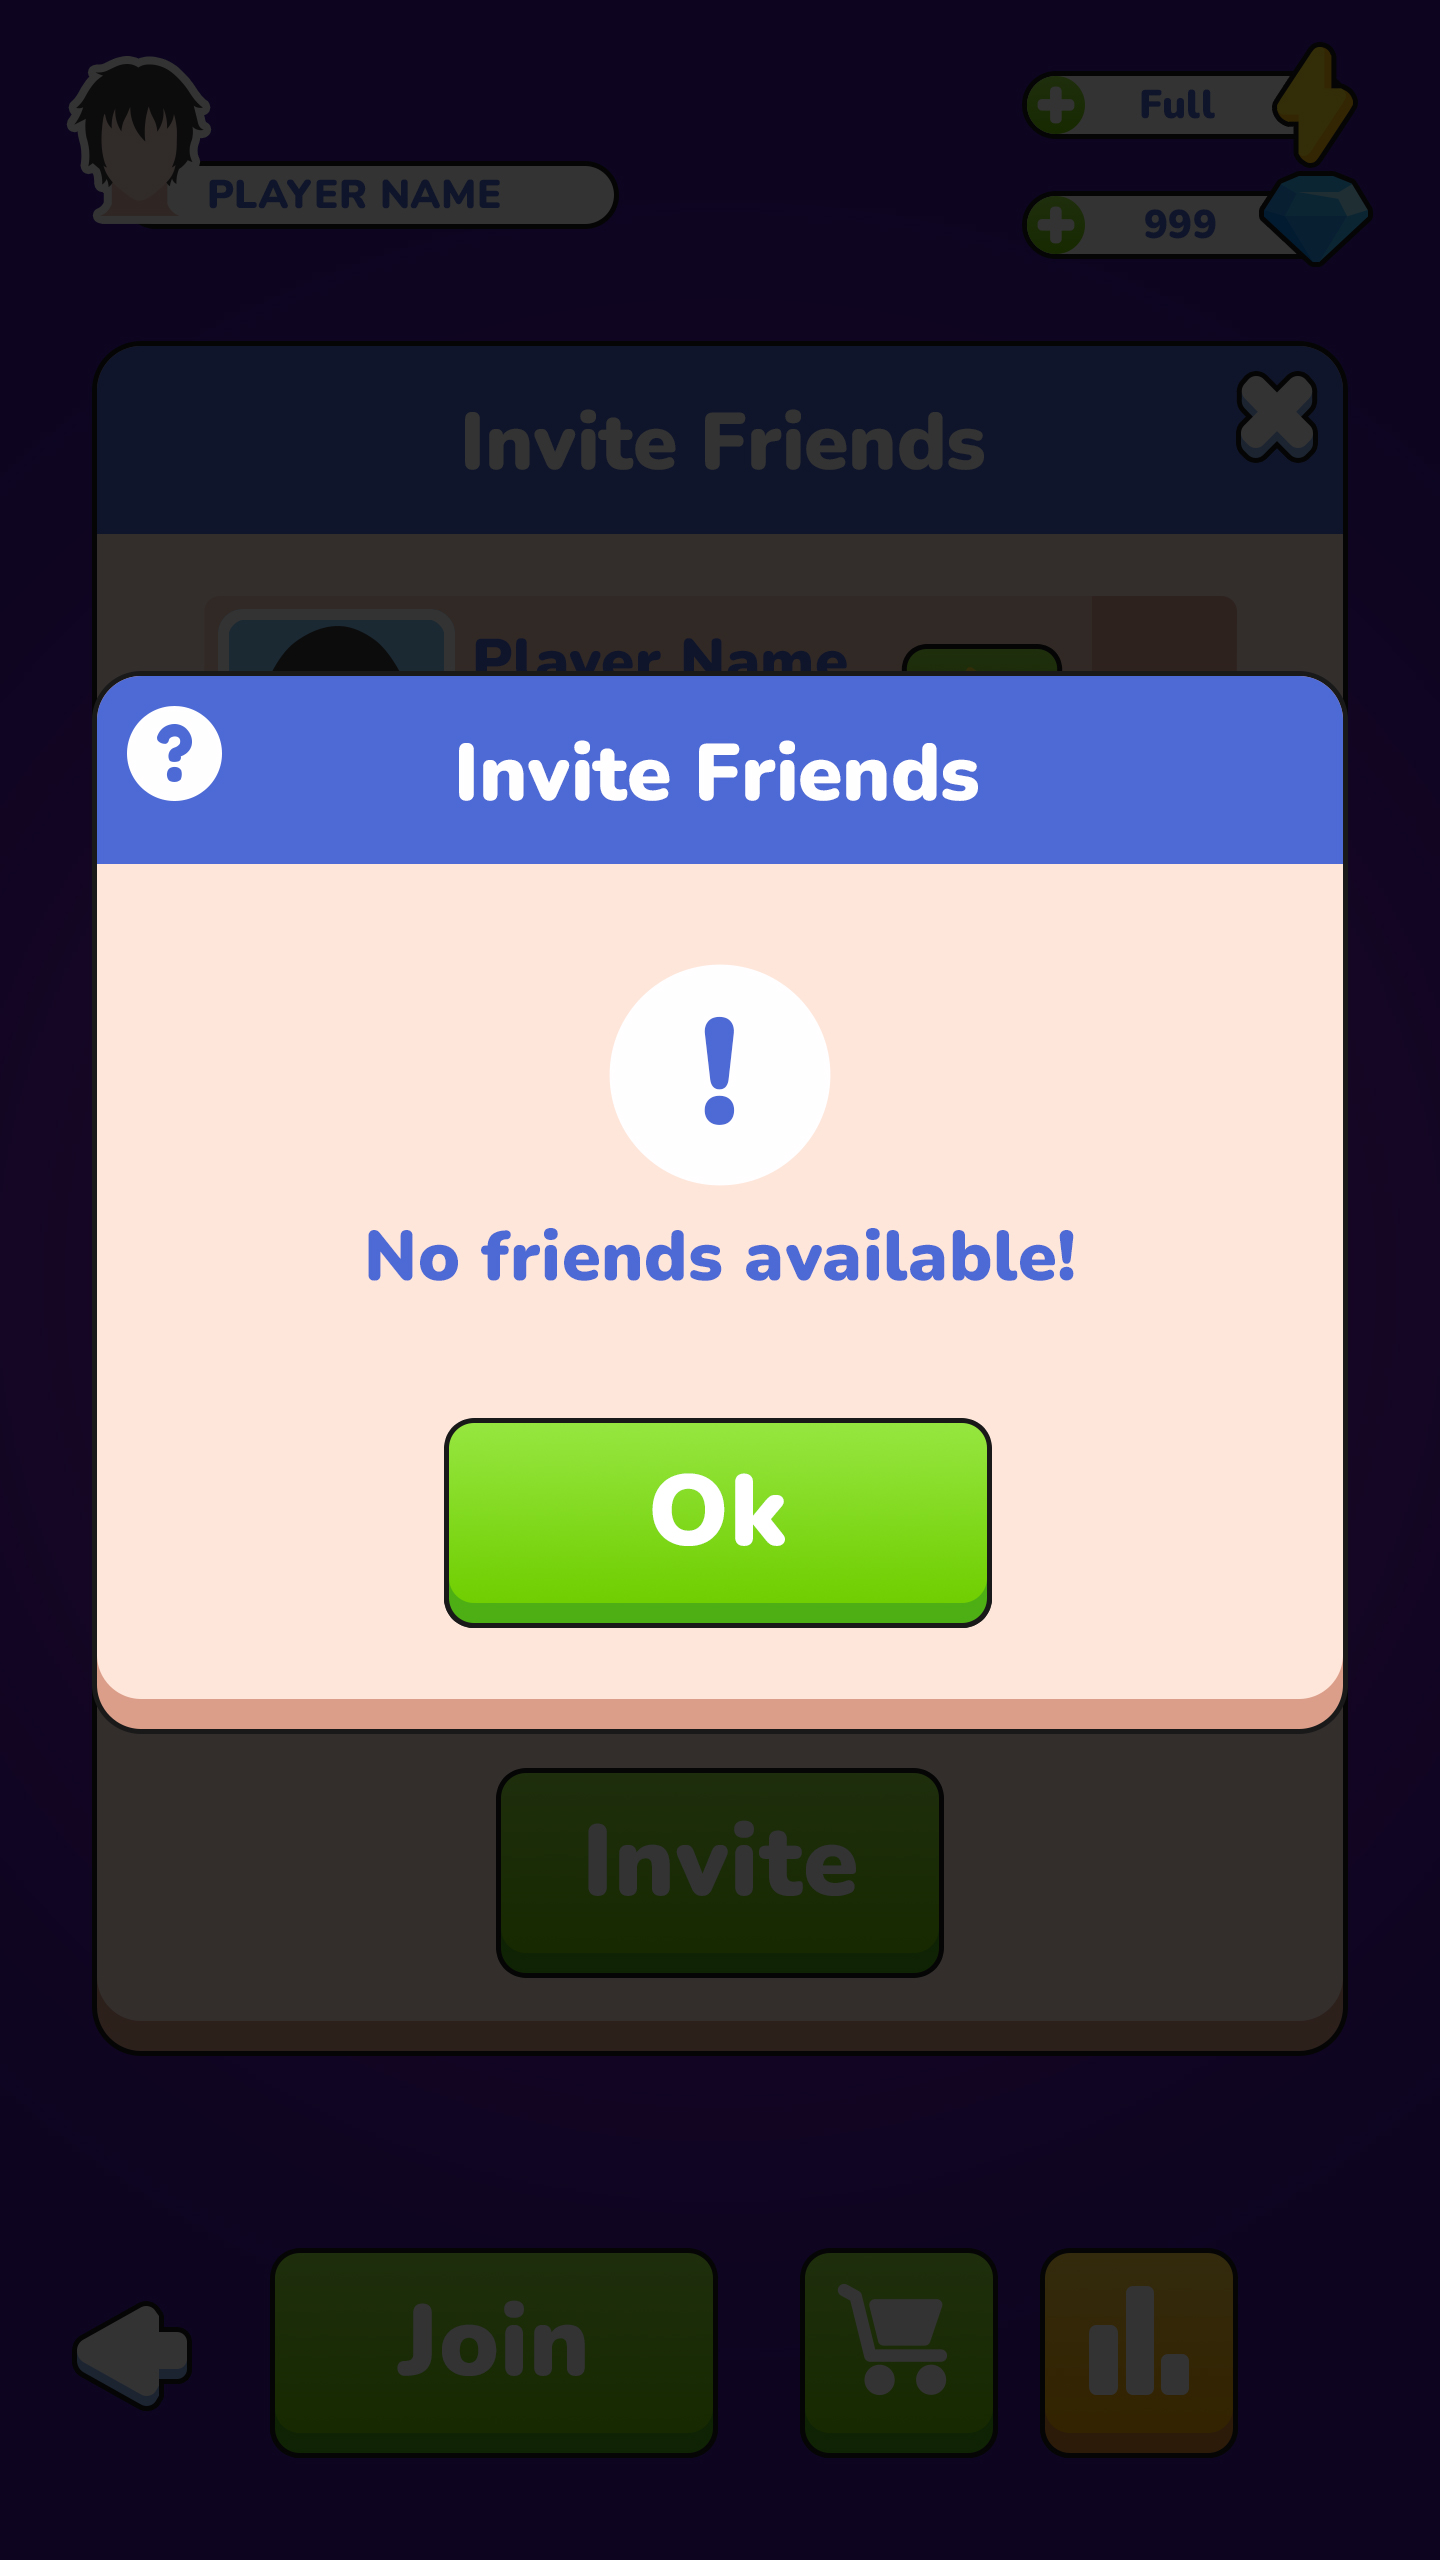 Full
PLAYER NAME
999
Invite Friends
Player Name
?
Invite Friends
!
No friends available!
Ok
Invite
Join